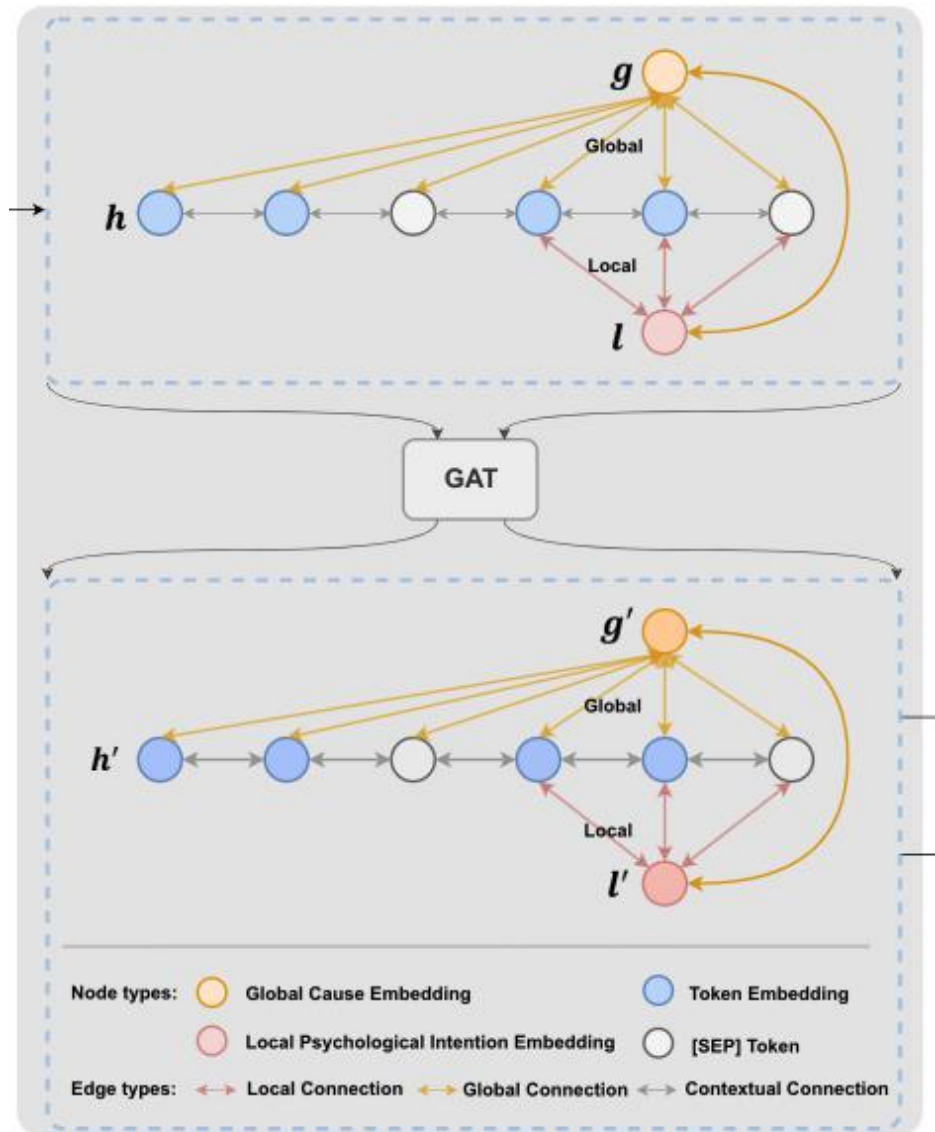 g
Global
h
Local
l
GAT
g′
Global
h′
Local
l′
Node types: Global Cause Embedding Token Embedding
Local Psychological Intention Embedding [SEP] Token
Edge types: Local Connection Global Connection Contextual Connection